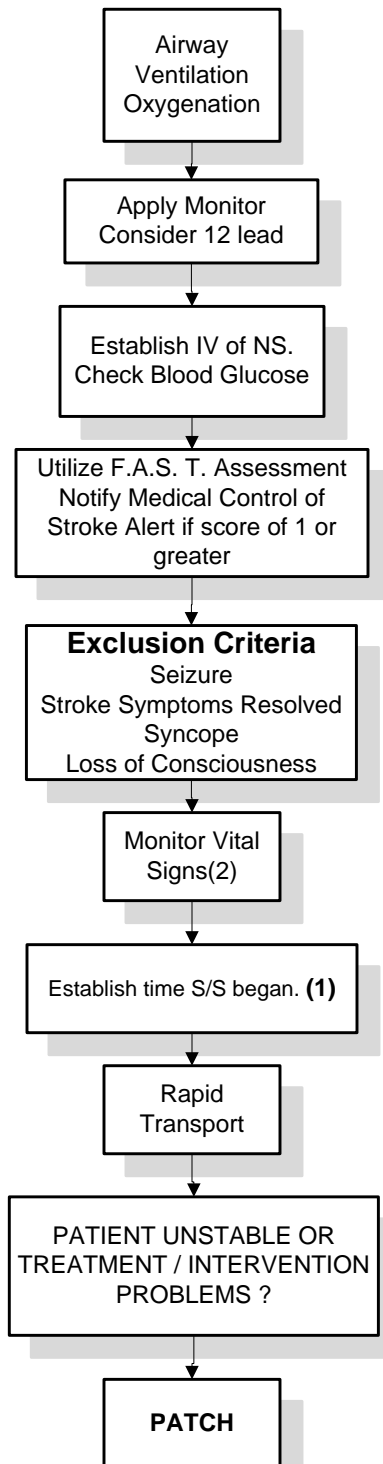 Airway
Ventilation
Oxygenation
Apply Monitor
Consider 12 lead
Establish IV of NS.
Check Blood Glucose
Utilize F.A.S. T. Assessment
Notify Medical Control of
Stroke Alert if score of 1 or
greater
Exclusion Criteria
Seizure
Stroke Symptoms Resolved
Syncope
Loss of Consciousness
Monitor Vital
Signs(2)
Establish time S/S began. (1)
Rapid
Transport
PATIENT UNSTABLE OR
TREATMENT / INTERVENTION
PROBLEMS ?
PATCH